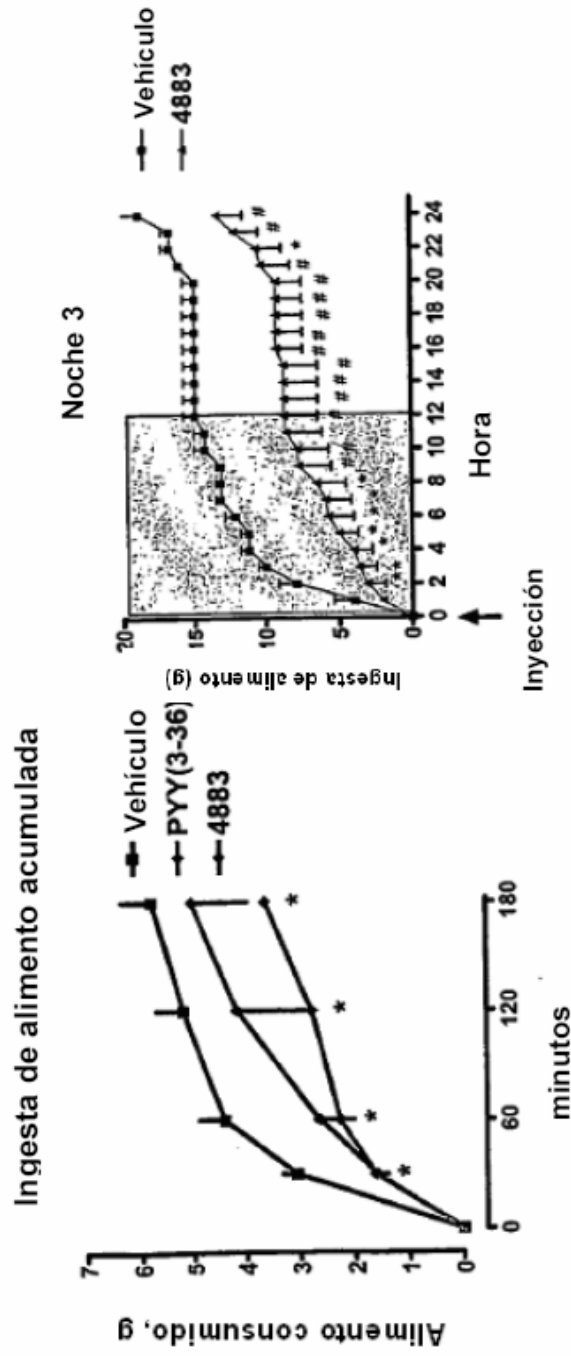 Ingesta de alimento acumulada
Vehículo
PYY(3-36)
4883
Alimento consumido, g
7
6
5
4
3
2
1
0
*
*
*
*
0
60
120
180
minutos
Noche 3
Vehículo
4883
Ingesta de alimento (g)
20
15
10
5
0
0 2 4 6 8 10 12 14 16 18 20 22 24
Hora
Inyección